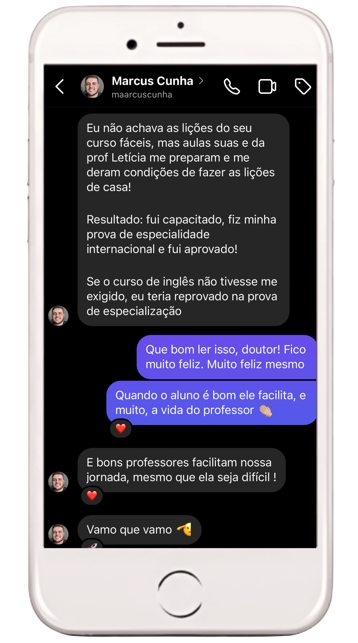 Marcus Cunha
maarcuscunha
Eu não achava as lições do seu
curso fáceis, mas aulas suas e da
prof Letícia me preparam e me
deram condições de fazer as lições
de casa!
Resultado: fui capacitado, fiz minha
prova de especialidade
internacional e fui aprovado!
Se o curso de inglês não tivesse me
exigido, eu teria reprovado na prova
de especialização
Que bom ler isso, doutor! Fico
muito feliz. Muito feliz mesmo
Quando o aluno é bom ele facilita, e
muito, a vida do professor 👏🏼
❤️
E bons professores facilitam nossa
jornada, mesmo que ela seja difícil !
❤️
Vamo que vamo 🫡